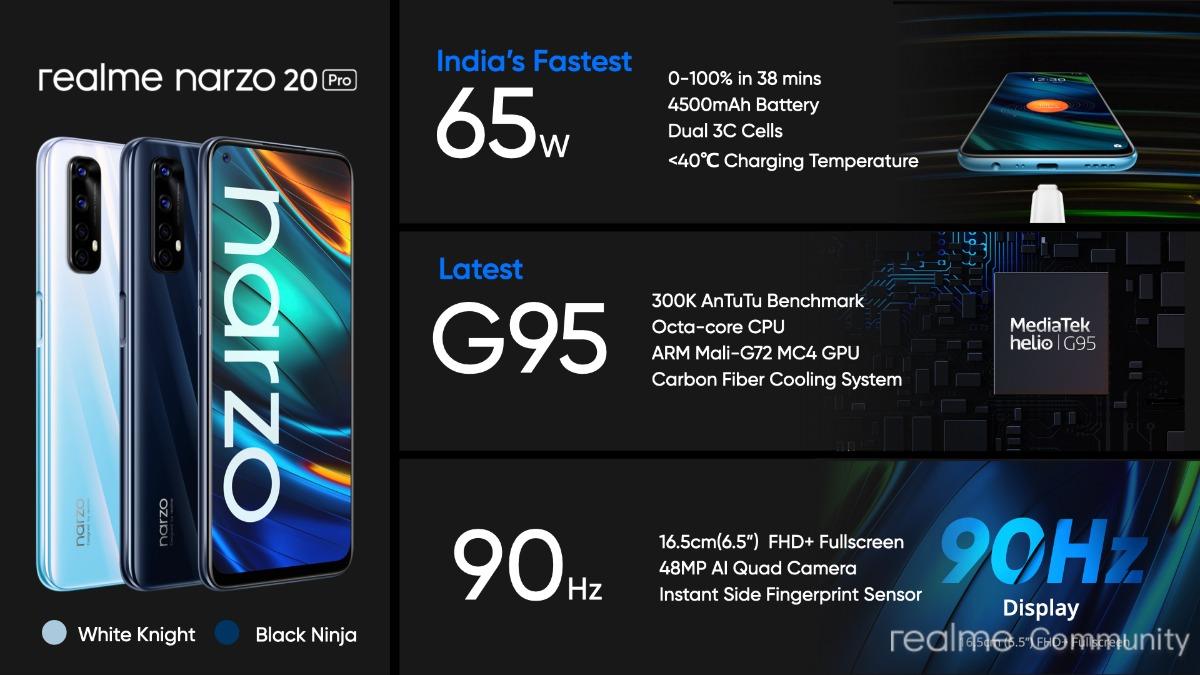 realme narzo 20 Pro
narzo
narzo
narzo
White Knight
Black Ninja
India's Fastest
65W
0-100% in 38 mins
4500mAh Battery
Dual 3C Cells
<40℃ Charging Temperature
12:30
Latest
G95
300K AnTuTu Benchmark
Octa-core CPU
ARM Mali-G72 MC4 GPU
Carbon Fiber Cooling System
MediaTek
helio | G95
90Hz
16.5cm(6.5”) FHD+ Fullscreen
48MP AI Quad Camera
Instant Side Fingerprint Sensor
90Hz
Display
16.5cm (6.5") FHD+ Fullscreen
realme Community